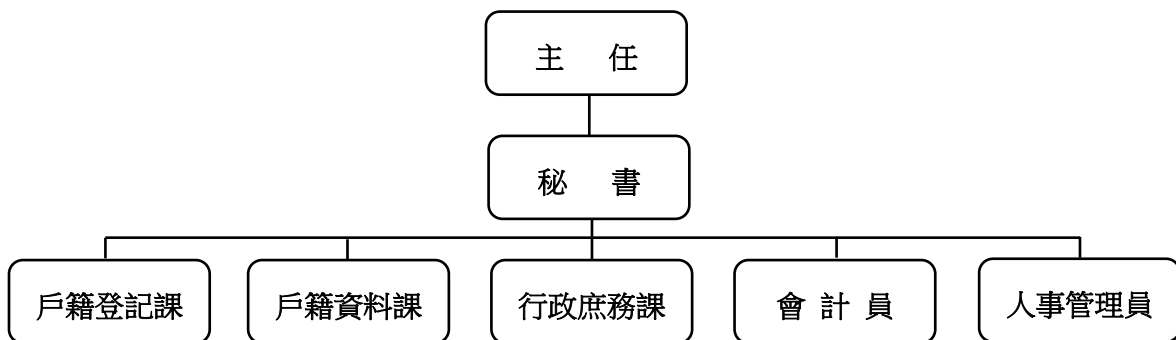 主 任
秘 書
戶籍登記課
戶籍資料課
行政庶務課
會 計 員
人事管理員